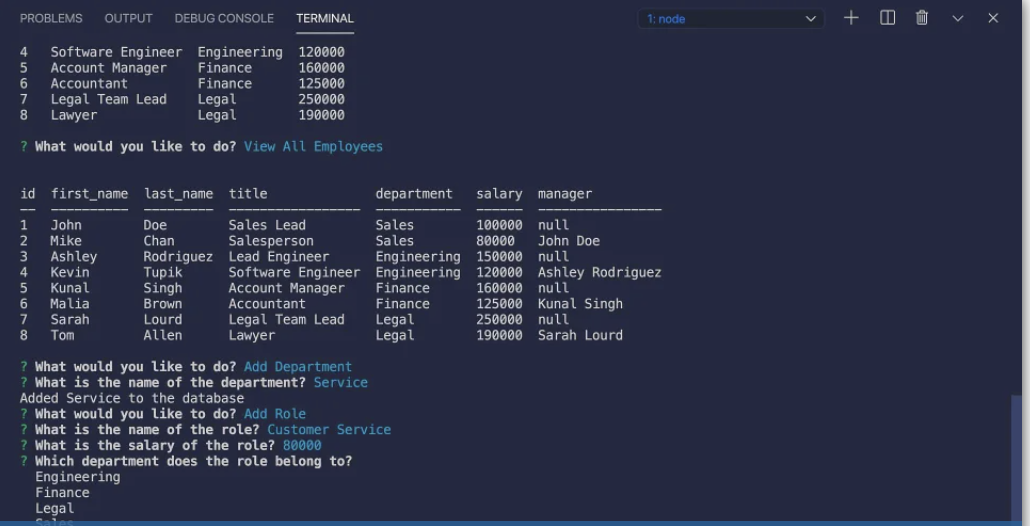 PROBLEMS OUTPUT DEBUG CONSOLE TERMINAL 1: node
4 Software Engineer Engineering 120000
5 Account Manager Finance 160000
6 Accountant Finance 125000
7 Legal Team Lead Legal 250000
8 Lawyer Legal 190000
? What would you like to do? View All Employees
id first_name last_name title department salary manager
1 John Doe Sales Lead Sales 100000 null
2 Mike Chan Salesperson Sales 80000 John Doe
3 Ashley Rodriguez Lead Engineer Engineering 150000 null
4 Kevin Tupik Software Engineer Engineering 120000 Ashley Rodriguez
5 Kunal Singh Account Manager Finance 160000 null
6 Malia Brown Accountant Finance 125000 Kunal Singh
7 Sarah Lourd Legal Team Lead Legal 250000 null
8 Tom Allen Lawyer Legal 190000 Sarah Lourd
? What would you like to do? Add Department
? What is the name of the department? Service
Added Service to the database
? What would you like to do? Add Role
? What is the name of the role? Customer Service
? What is the salary of the role? 80000
? Which department does the role belong to?
Engineering
Finance
Legal
Sales